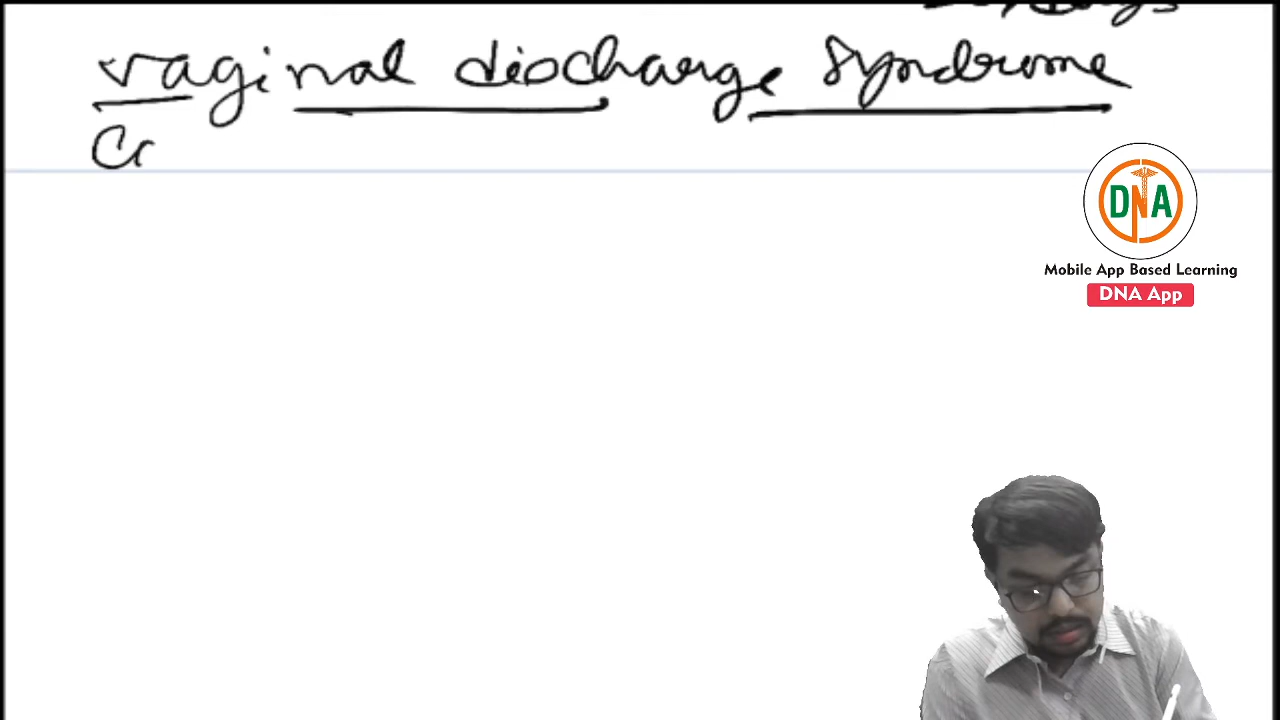 vaginal discharge syndrome
DNA
Mobile App Based Learning
DNA App